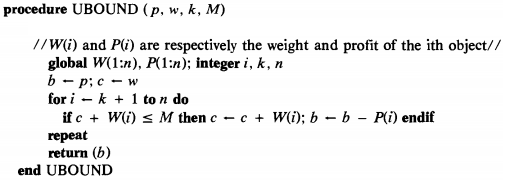 procedure UBOUND (p, w, k, M)
//W(i) and P(i) are respectively the weight and profit of the ith object//
global W(1:n), P(1:n); integer i, k, n
b ← p; c ← w
for i ← k + 1 to n do
if c + W(i) ≤ M then c ← c + W(i); b ← b − P(i) endif
repeat
return (b)
end UBOUND